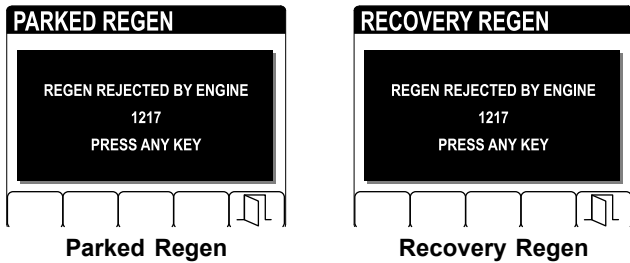 PARKED REGEN
REGEN REJECTED BY ENGINE
1217
PRESS ANY KEY
Parked Regen
RECOVERY REGEN
REGEN REJECTED BY ENGINE
1217
PRESS ANY KEY
Recovery Regen